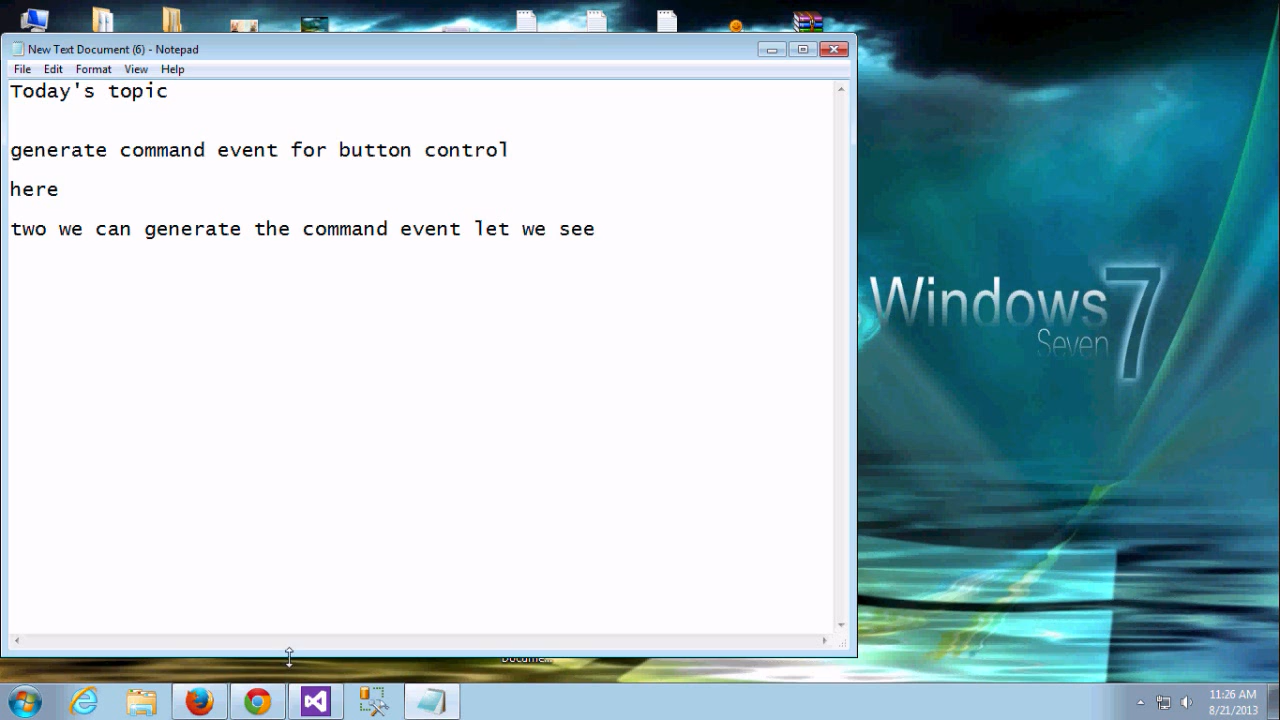 New Text Document (6) - Notepad
File Edit Format View Help
Today's topic
generate command event for button control
here
two we can generate the command event let we see
Windows 7
Seven
Docume...
11:26 AM
8/21/2013